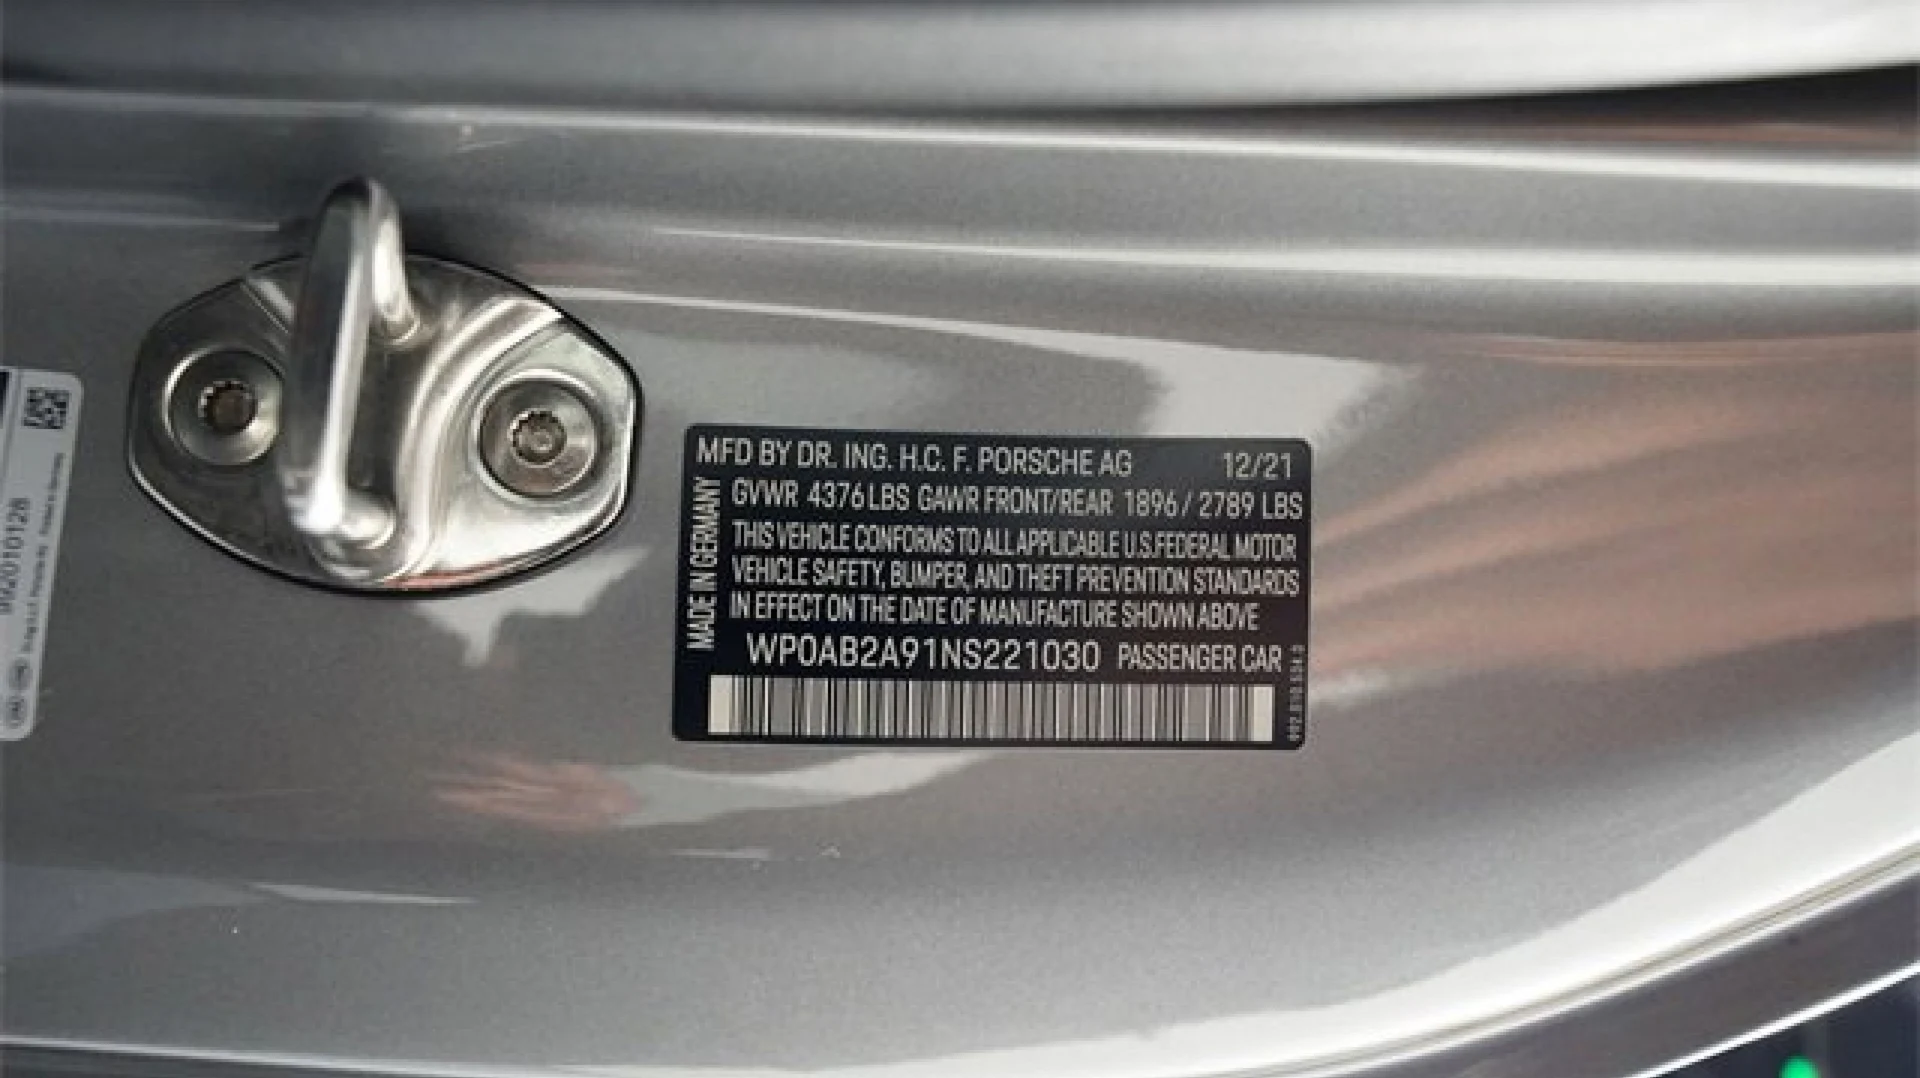 MFD BY DR. ING. H.C. F. PORSCHE AG 12/21
GVWR 4376 LBS GAWR FRONT/REAR 1896 / 2789 LBS
THIS VEHICLE CONFORMS TO ALL APPLICABLE U.S.FEDERAL MOTOR
VEHICLE SAFETY, BUMPER, AND THEFT PREVENTION STANDARDS
IN EFFECT ON THE DATE OF MANUFACTURE SHOWN ABOVE
WP0AB2A91NS221030 PASSENGER CAR
MADE IN GERMANY